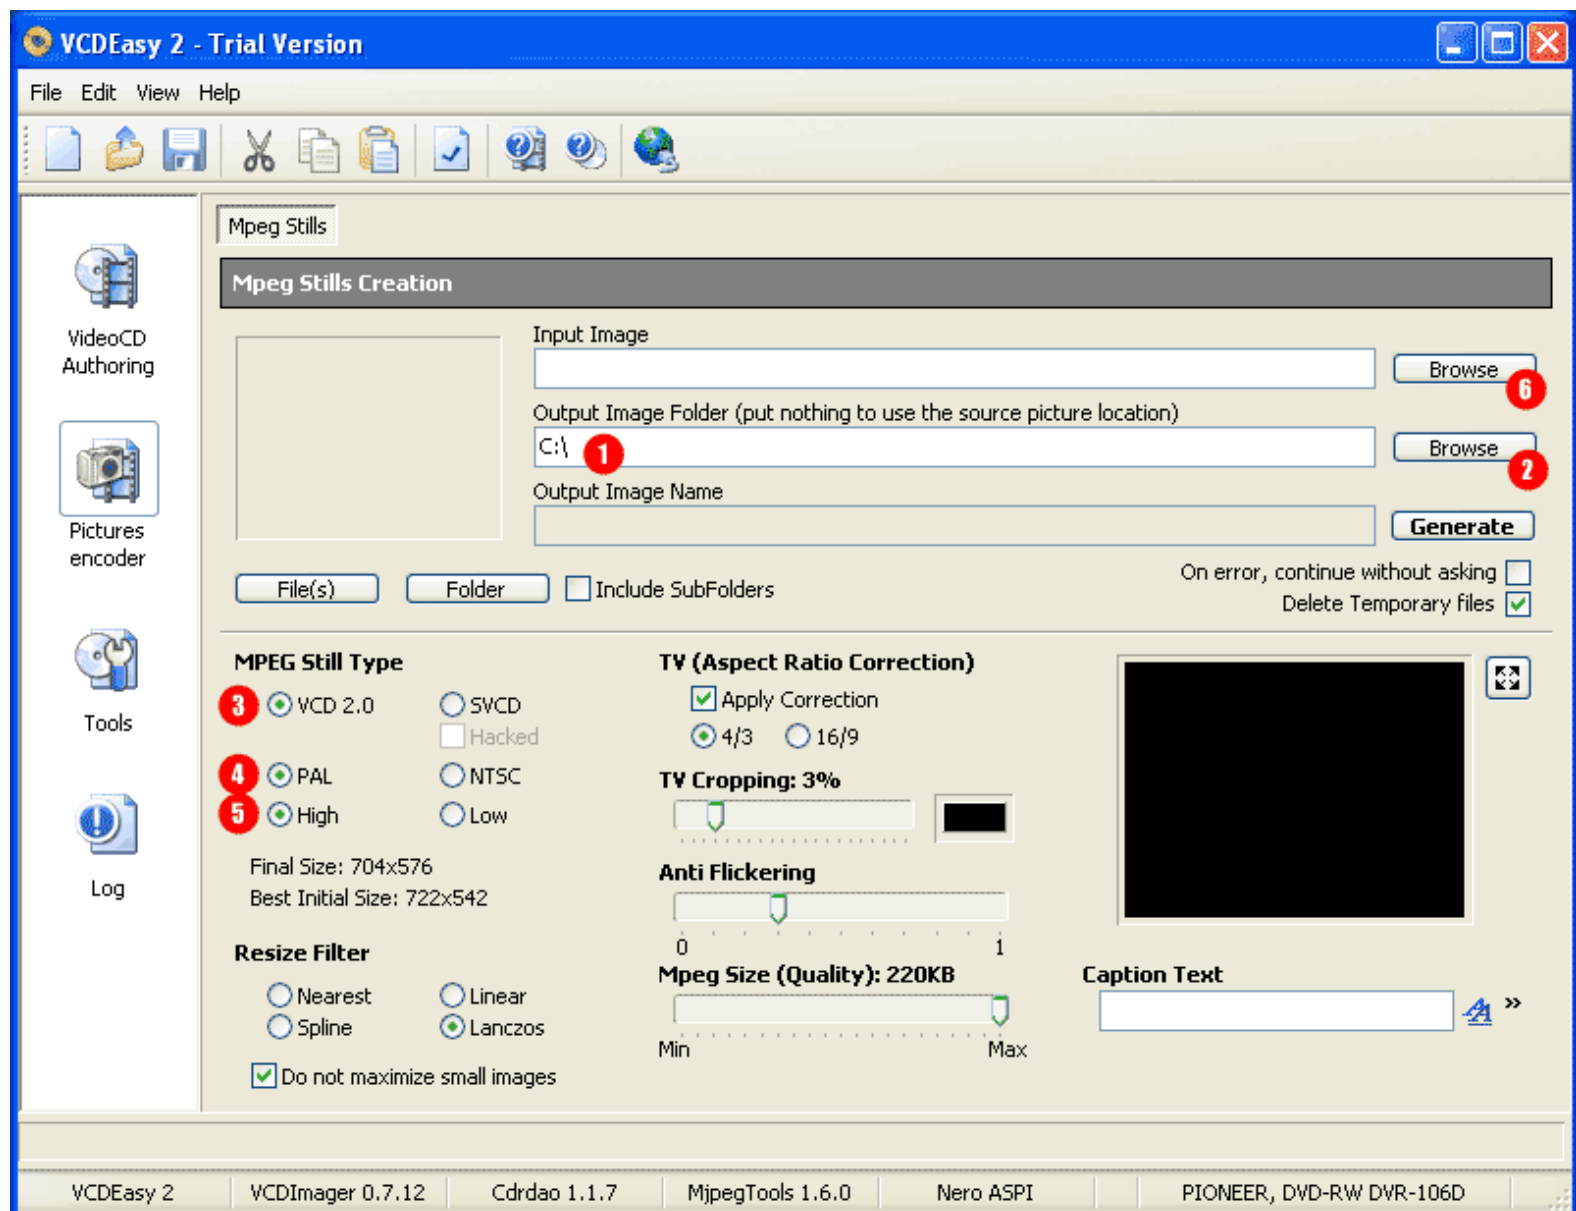 VCDEasy 2 - Trial Version
File Edit View Help
Mpeg Stills
Mpeg Stills Creation
VideoCD
Authoring
Pictures
encoder
Tools
Log
Input Image
Browse
6
Output Image Folder (put nothing to use the source picture location)
C:\
1
Browse
2
Output Image Name
Generate
File(s)
Folder
Include SubFolders
On error, continue without asking
Delete Temporary files
MPEG Still Type
3
VCD 2.0
SVCD
Hacked
4
PAL
NTSC
5
High
Low
Final Size: 704x576
Best Initial Size: 722x542
Resize Filter
Nearest
Linear
Spline
Lanczos
Do not maximize small images
TV (Aspect Ratio Correction)
Apply Correction
4/3
16/9
TV Cropping: 3%
Anti Flickering
0
1
Mpeg Size (Quality): 220KB
Min
Max
Caption Text
A
»
VCDEasy 2
VCDImager 0.7.12
Cdrdao 1.1.7
MjpegTools 1.6.0
Nero ASPI
PIONEER, DVD-RW DVR-106D